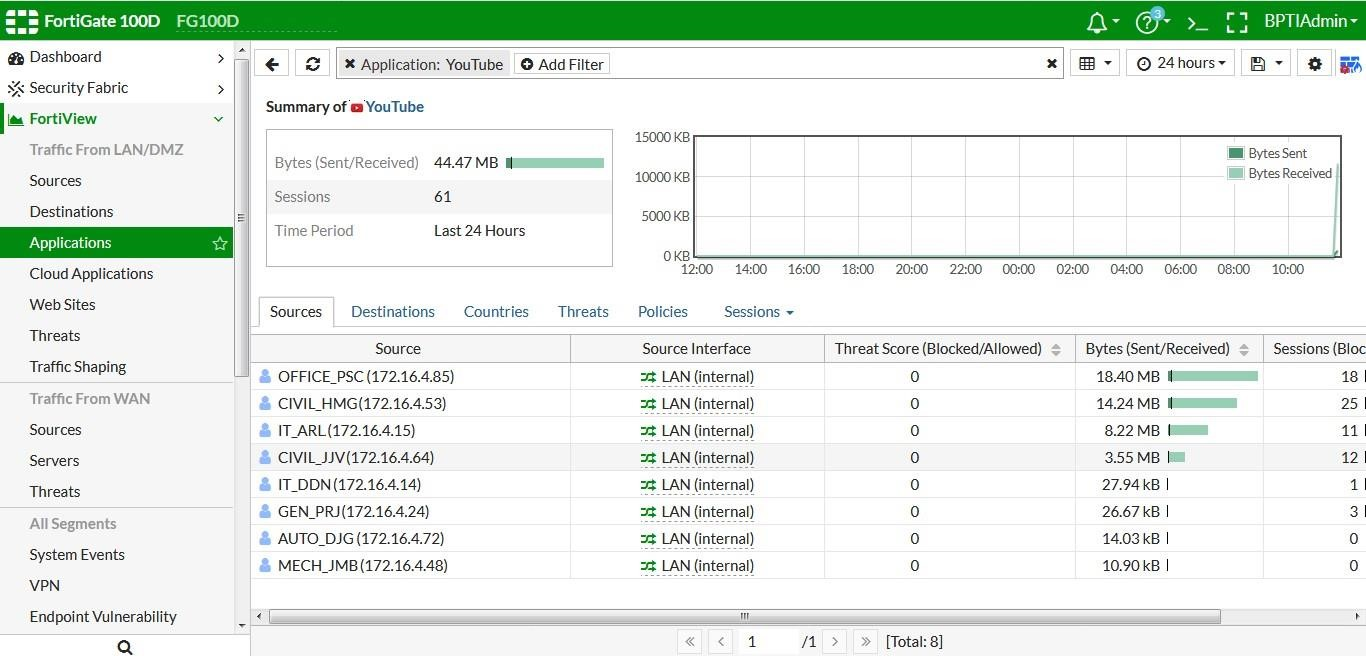 FortiGate 100D FG100D 3 >_ BPTIAdmin
Dashboard
Security Fabric
FortiView
Traffic From LAN/DMZ
Sources
Destinations
Applications
Cloud Applications
Web Sites
Threats
Traffic Shaping
Traffic From WAN
Sources
Servers
Threats
All Segments
System Events
VPN
Endpoint Vulnerability
Application: YouTube Add Filter 24 hours
Summary of YouTube
Bytes (Sent/Received) 44.47 MB
Sessions 61
Time Period Last 24 Hours
15000 KB
10000 KB
5000 KB
0 KB
Bytes Sent
Bytes Received
12:00 14:00 16:00 18:00 20:00 22:00 00:00 02:00 04:00 06:00 08:00 10:00
Sources Destinations Countries Threats Policies Sessions
Source Source Interface Threat Score (Blocked/Allowed) Bytes (Sent/Received) Sessions (Bloc
OFFICE_PSC (172.16.4.85) LAN (internal) 0 18.40 MB 18
CIVIL_HMG(172.16.4.53) LAN (internal) 0 14.24 MB 25
IT_ARL (172.16.4.15) LAN (internal) 0 8.22 MB 11
CIVIL_JJV(172.16.4.64) LAN (internal) 0 3.55 MB 12
IT_DDN(172.16.4.14) LAN (internal) 0 27.94 kB 1
GEN_PRJ(172.16.4.24) LAN (internal) 0 26.67 kB 3
AUTO_DJG (172.16.4.72) LAN (internal) 0 14.03 kB 0
MECH_JMB(172.16.4.48) LAN (internal) 0 10.90 kB 0
« < 1 /1 > » [Total: 8]